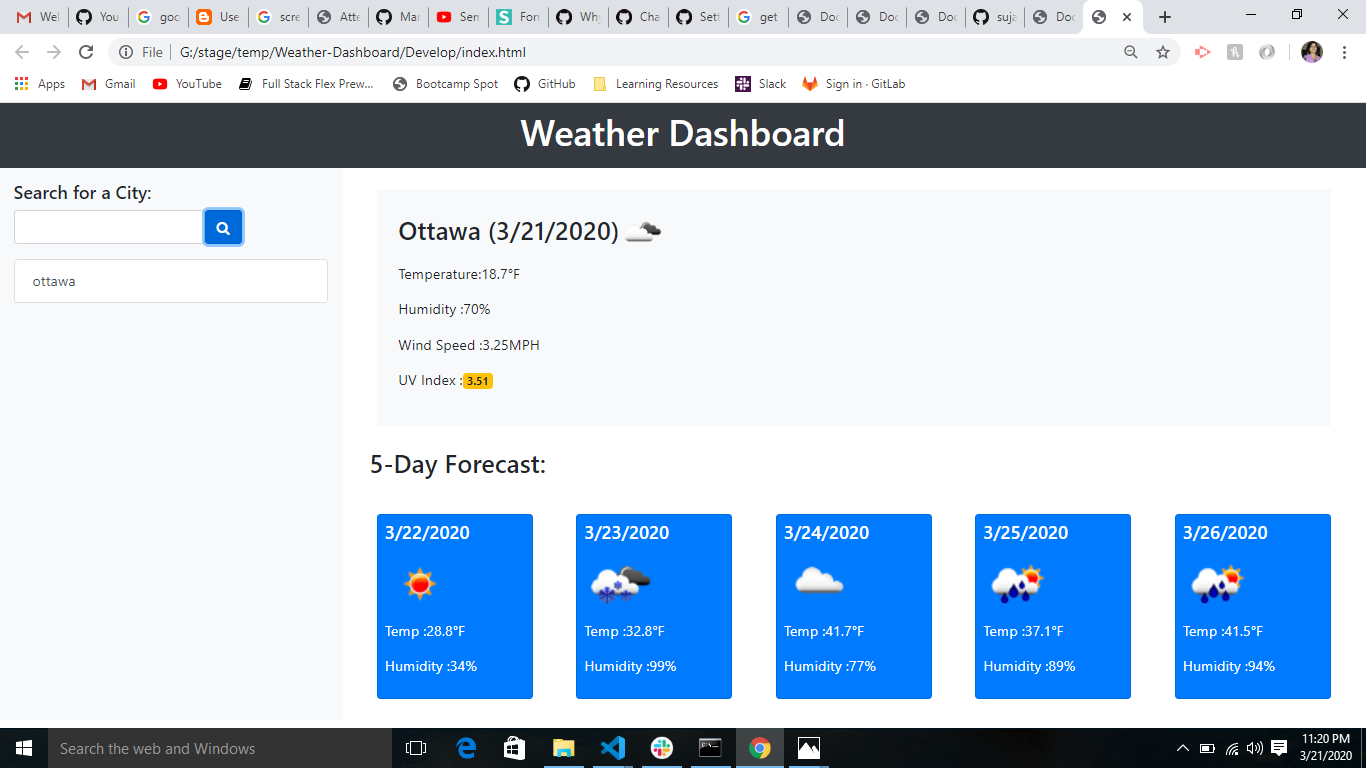 Wel
You
goo
Use
scre
Atte
Mar
Sem
Forr
Why
Cha
Sett
get
Doc
Doc
Doc
suja
Doc
File
G:/stage/temp/Weather-Dashboard/Develop/index.html
Apps
Gmail
YouTube
Full Stack Flex Prew...
Bootcamp Spot
GitHub
Learning Resources
Slack
Sign in · GitLab
Weather Dashboard
Search for a City:
ottawa
Ottawa (3/21/2020)
Temperature:18.7°F
Humidity :70%
Wind Speed :3.25MPH
UV Index :3.51
5-Day Forecast:
3/22/2020
Temp :28.8°F
Humidity :34%
3/23/2020
Temp :32.8°F
Humidity :99%
3/24/2020
Temp :41.7°F
Humidity :77%
3/25/2020
Temp :37.1°F
Humidity :89%
3/26/2020
Temp :41.5°F
Humidity :94%
Search the web and Windows
11:20 PM
3/21/2020